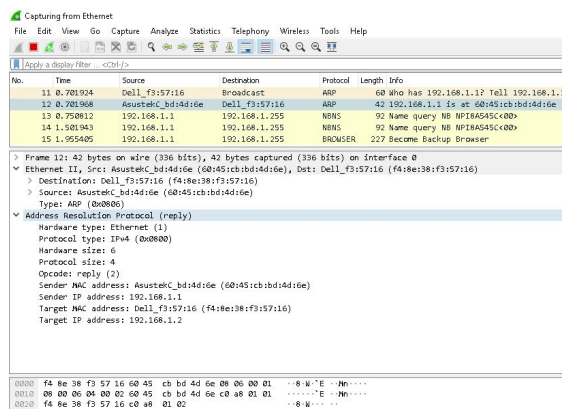 Capturing from Ethernet
File Edit View Go Capture Analyze Statistics Telephony Wireless Tools Help
Apply a display filter ... <Ctrl-/>
No. Time Source Destination Protocol Length Info
11 0.701924 Dell_f3:57:16 Broadcast ARP 60 Who has 192.168.1.1? Tell 192.168.1.
12 0.701968 AsustekC_bd:4d:6e Dell_f3:57:16 ARP 42 192.168.1.1 is at 60:45:cb:bd:4d:6e
13 0.750812 192.168.1.1 192.168.1.255 NBNS 92 Name query NB NPI8A545C<00>
14 1.501943 192.168.1.1 192.168.1.255 NBNS 92 Name query NB NPI8A545C<00>
15 1.955405 192.168.1.1 192.168.1.255 BROWSER 227 Become Backup Browser
Frame 12: 42 bytes on wire (336 bits), 42 bytes captured (336 bits) on interface 0
Ethernet II, Src: AsustekC_bd:4d:6e (60:45:cb:bd:4d:6e), Dst: Dell_f3:57:16 (f4:8e:38:f3:57:16)
Destination: Dell_f3:57:16 (f4:8e:38:f3:57:16)
Source: AsustekC_bd:4d:6e (60:45:cb:bd:4d:6e)
Type: ARP (0x0806)
Address Resolution Protocol (reply)
Hardware type: Ethernet (1)
Protocol type: IPv4 (0x0800)
Hardware size: 6
Protocol size: 4
Opcode: reply (2)
Sender MAC address: AsustekC_bd:4d:6e (60:45:cb:bd:4d:6e)
Sender IP address: 192.168.1.1
Target MAC address: Dell_f3:57:16 (f4:8e:38:f3:57:16)
Target IP address: 192.168.1.2
0000 f4 8e 38 f3 57 16 60 45 cb bd 4d 6e 08 06 00 01 ··8·W·`E ··Mn····
0010 08 00 06 04 00 02 60 45 cb bd 4d 6e c0 a8 01 01 ······`E ··Mn····
0020 f4 8e 38 f3 57 16 c0 a8 01 02 ··8·W··· ··